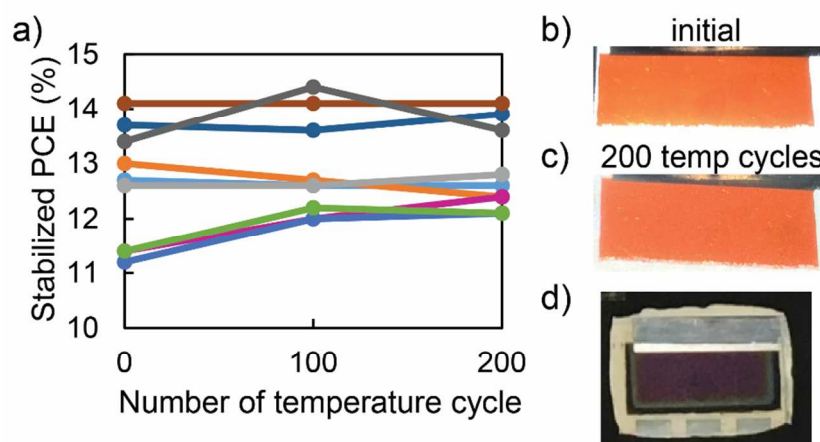 a)
Stabilized PCE (%)
15
14
13
12
11
10
0 100 200
Number of temperature cycle
b) initial
c) 200 temp cycles
d)